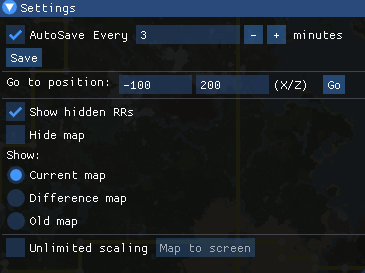 Settings
AutoSave Every 3 - + minutes
Save
Go to position: -100 200 (X/Z) Go
Show hidden RRs
Hide map
Show:
Current map
Difference map
Old map
Unlimited scaling Map to screen